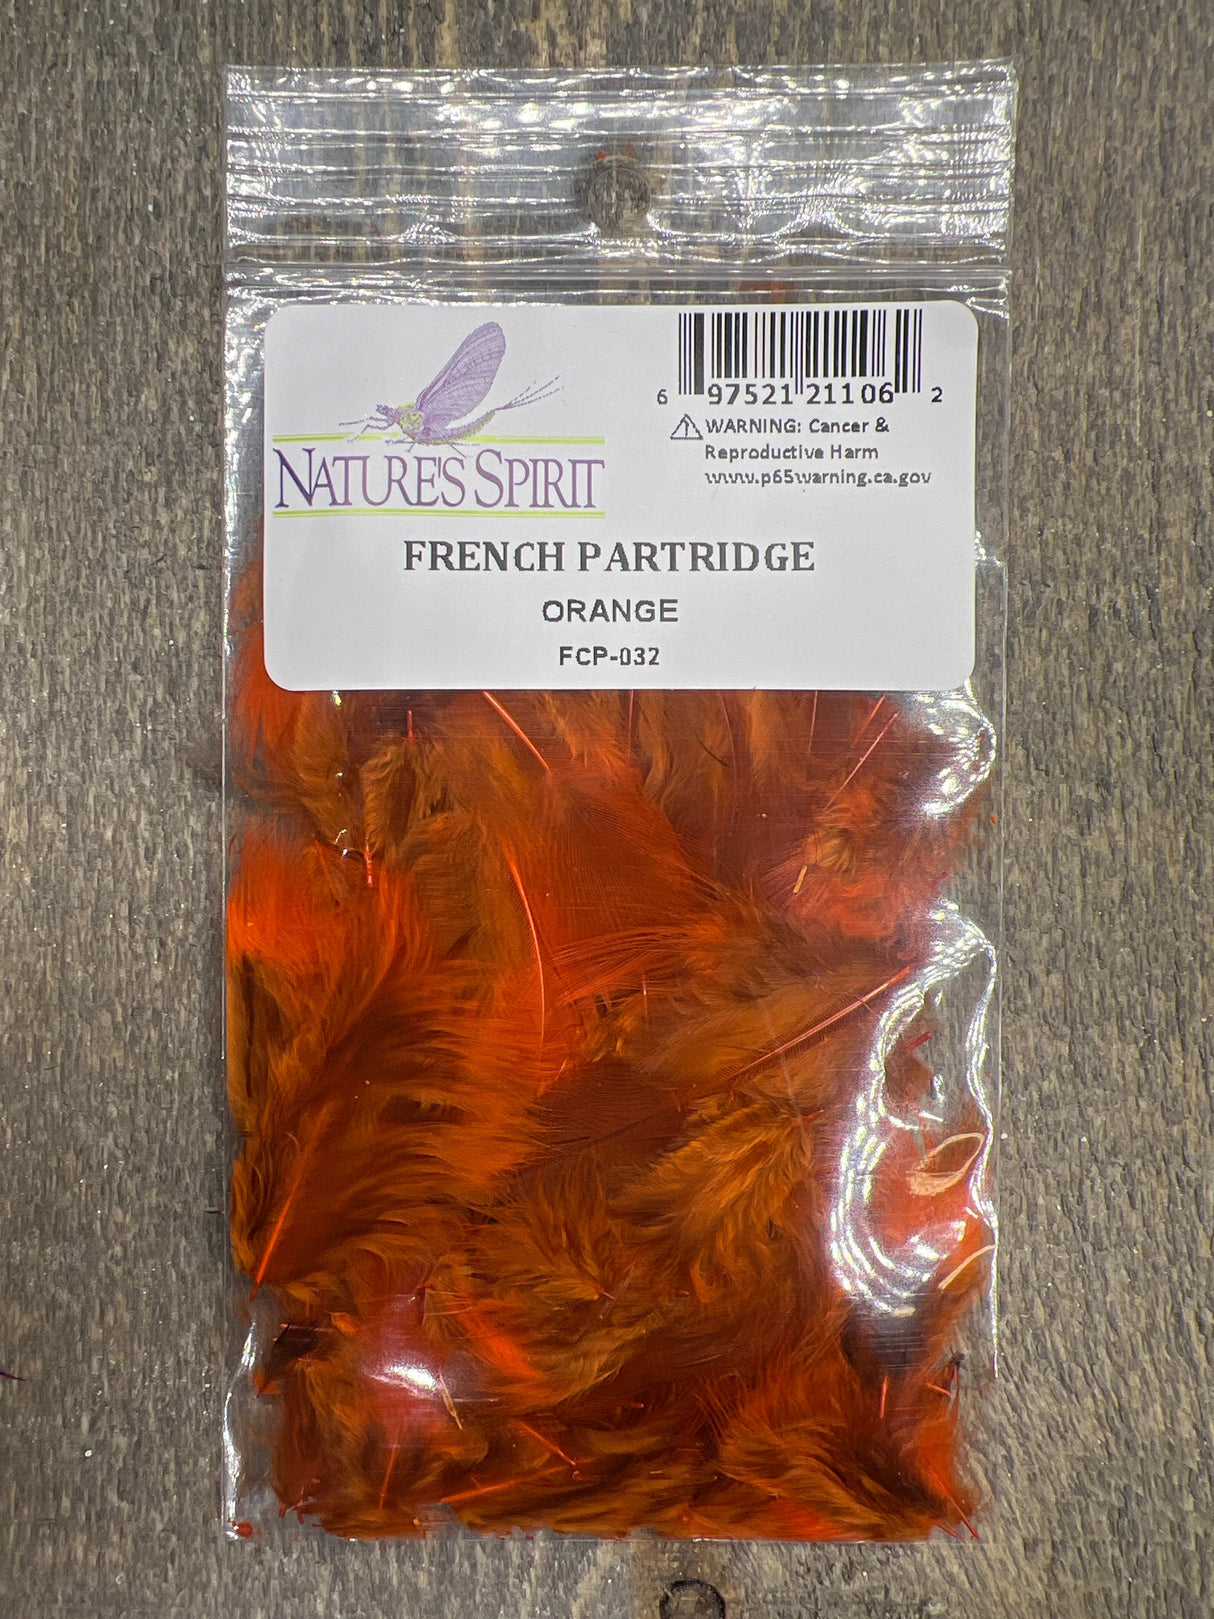 NATURE'S SPIRIT
6 97521 21106 2
WARNING: Cancer &
Reproductive Harm
www.p65warning.ca.gov
FRENCH PARTRIDGE
ORANGE
FCP-032